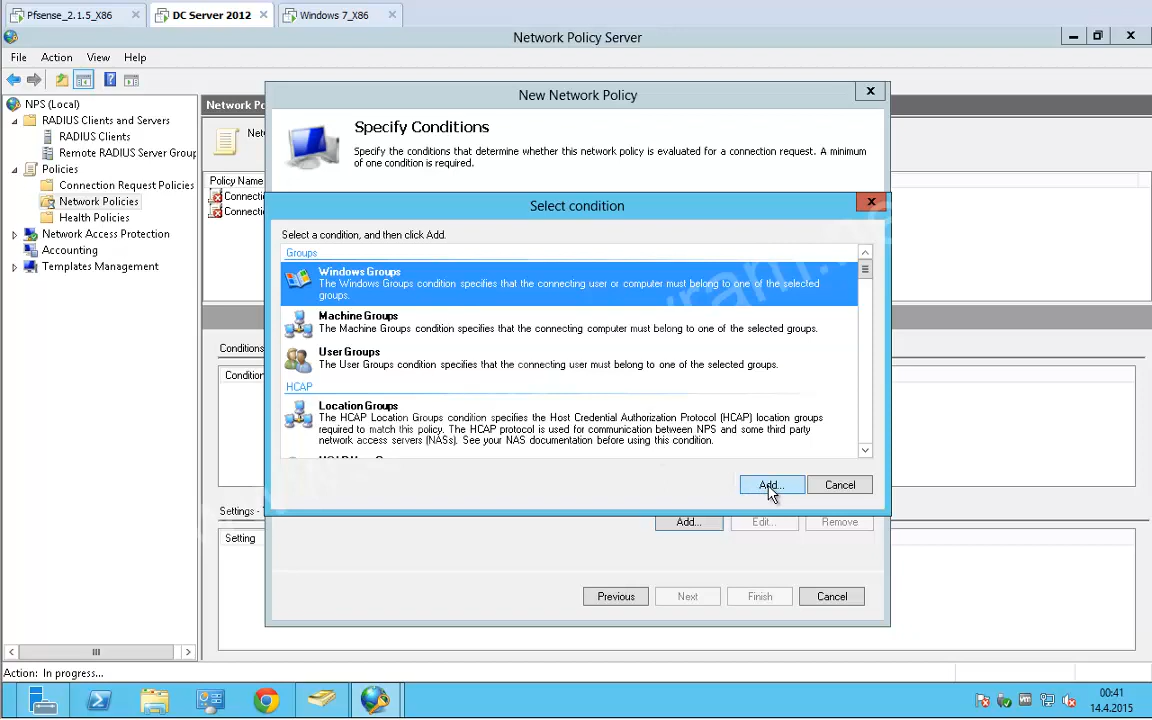 Pfsense_2.1.5_X86
DC Server 2012
Windows 7_X86
Network Policy Server
File Action View Help
NPS (Local)
RADIUS Clients and Servers
RADIUS Clients
Remote RADIUS Server Group
Policies
Connection Request Policies
Network Policies
Health Policies
Network Access Protection
Accounting
Templates Management
Network Po
Net
Policy Name
Connectio
Connectio
Conditions
Condition
Settings -
Setting
New Network Policy
Specify Conditions
Specify the conditions that determine whether this network policy is evaluated for a connection request. A minimum
of one condition is required.
Select condition
Select a condition, and then click Add.
Groups
Windows Groups
The Windows Groups condition specifies that the connecting user or computer must belong to one of the selected
groups.
Machine Groups
The Machine Groups condition specifies that the connecting computer must belong to one of the selected groups.
User Groups
The User Groups condition specifies that the connecting user must belong to one of the selected groups.
HCAP
Location Groups
The HCAP Location Groups condition specifies the Host Credential Authorization Protocol (HCAP) location groups
required to match this policy. The HCAP protocol is used for communication between NPS and some third party
network access servers (NASs). See your NAS documentation before using this condition.
Add... Cancel
Add... Edit... Remove
Previous Next Finish Cancel
Action: In progress...
00:41
14.4.2015